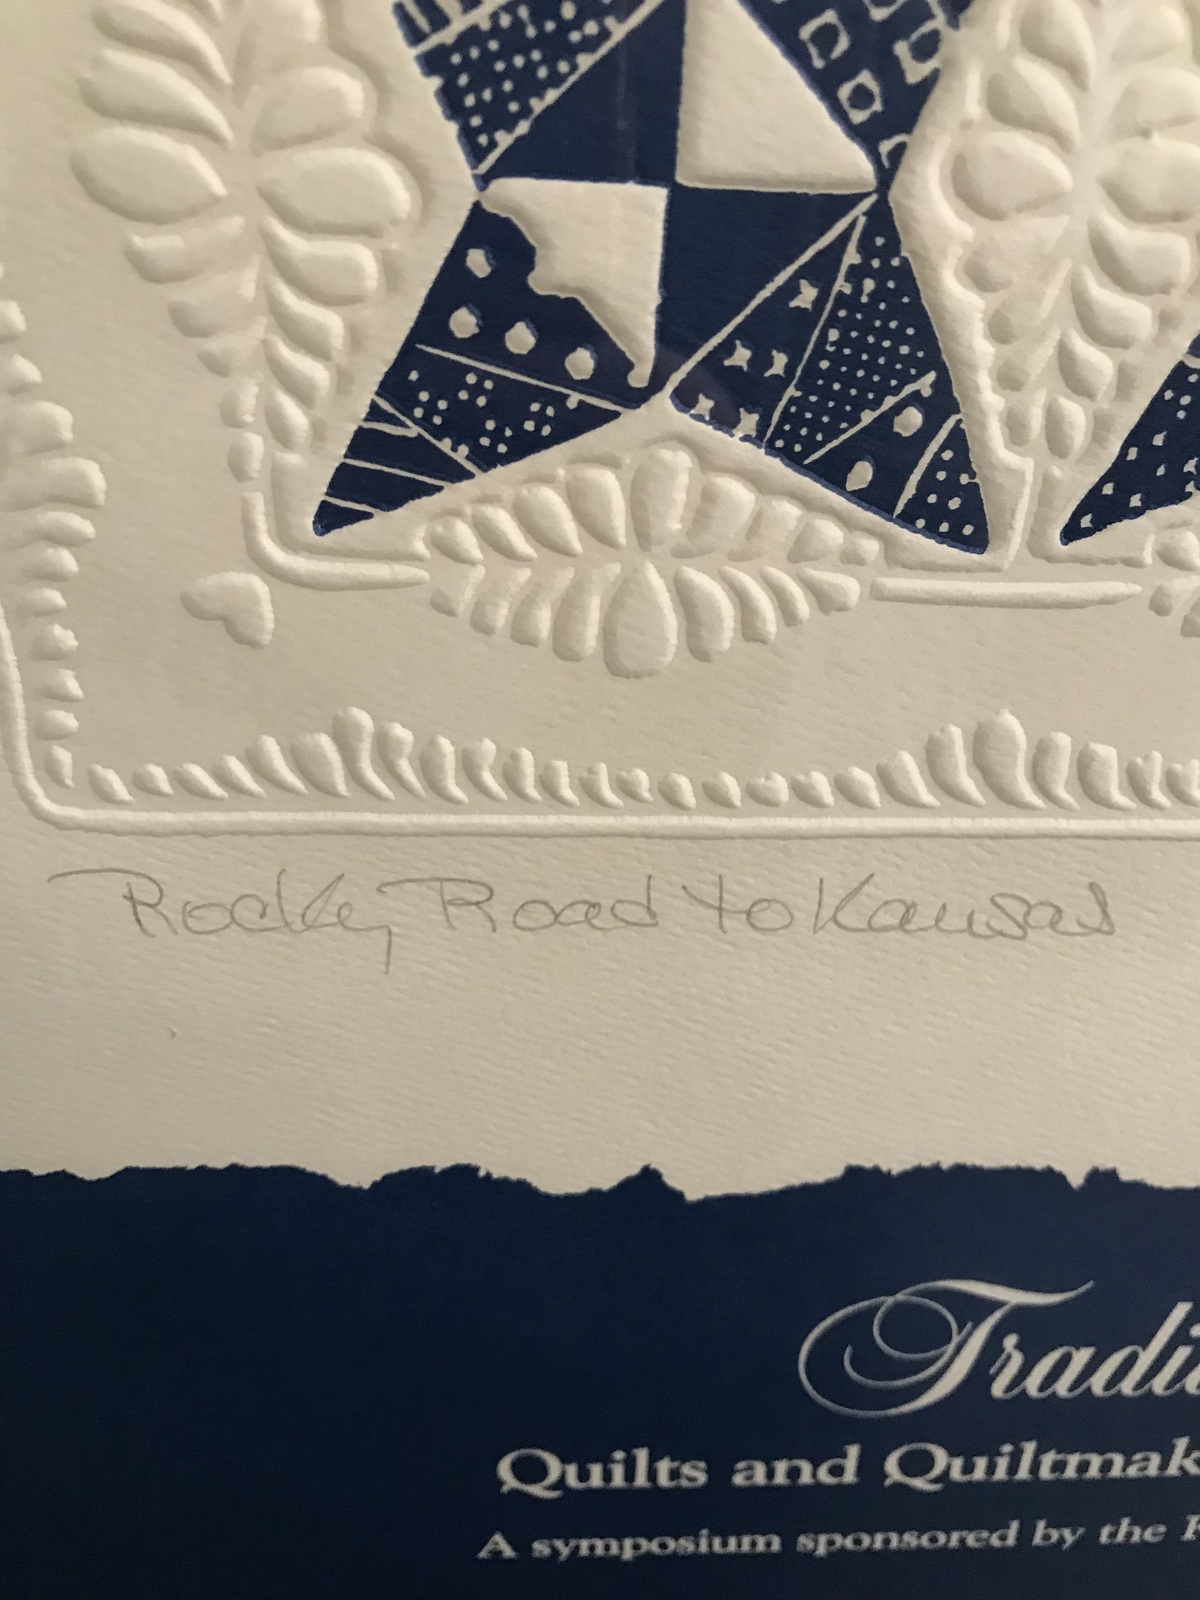 Rocky Road to Kansas
Tradi
Quilts and Quiltmak
A symposium sponsored by the